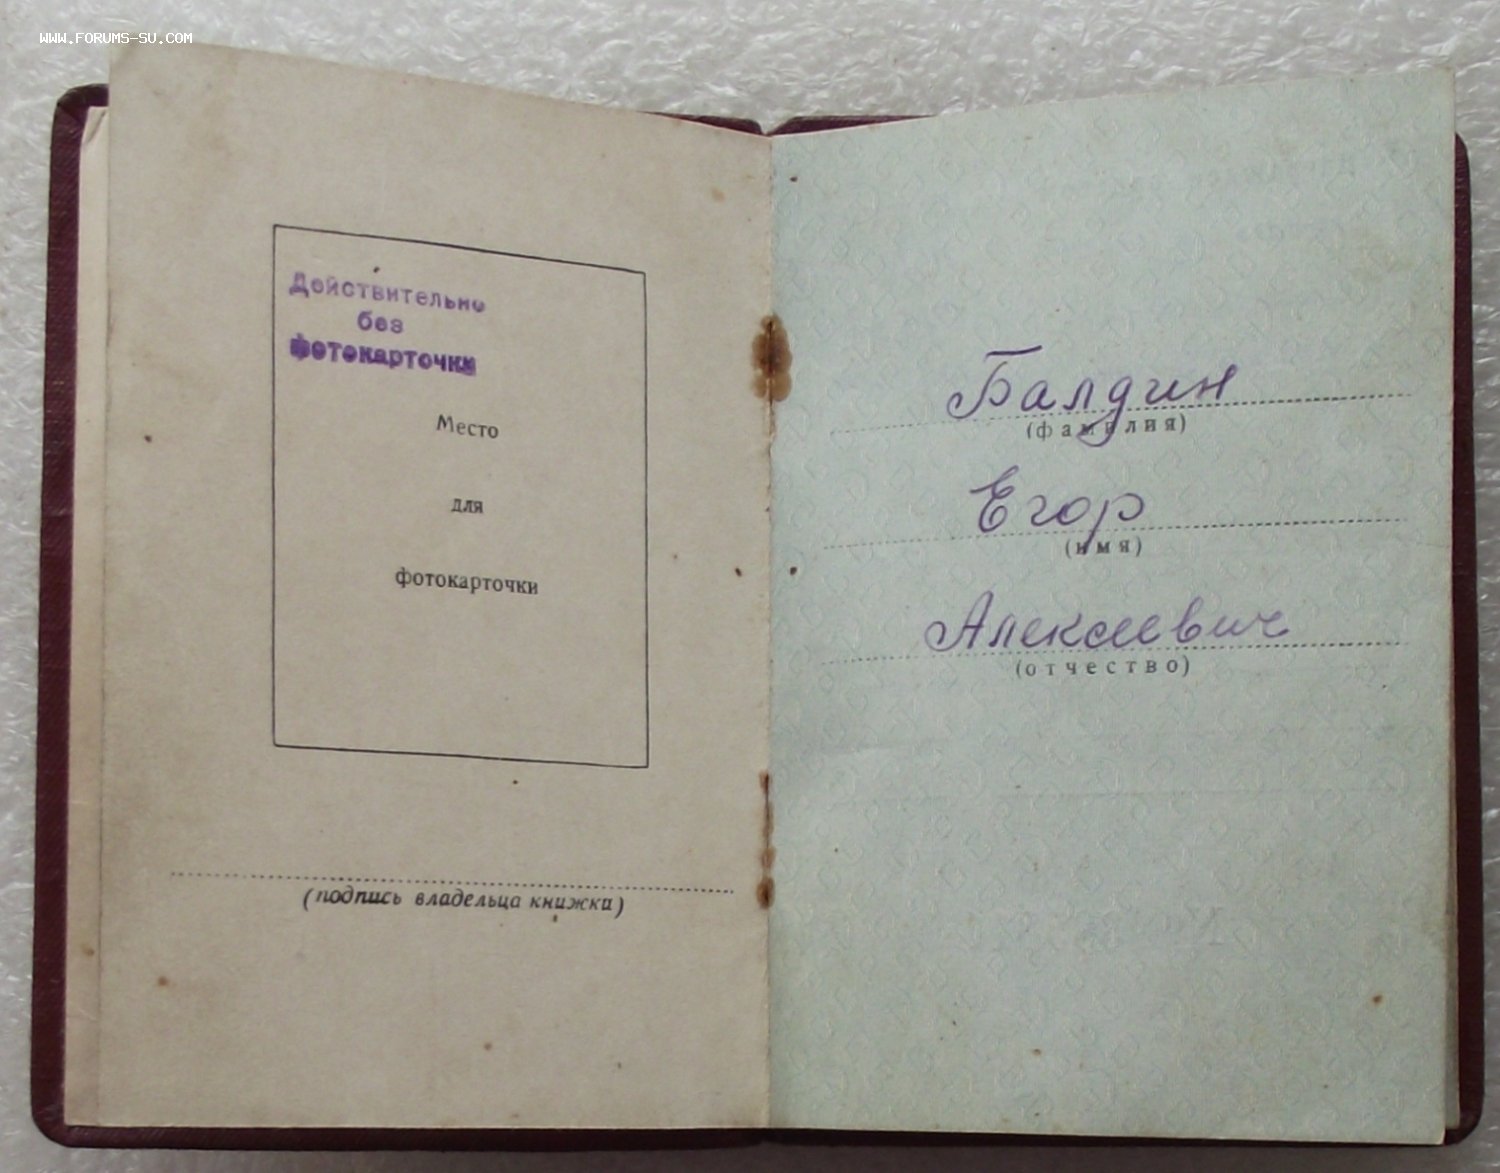 WWW.FORUMS-SU.COM
Действительно
без
фотокарточки
Место
для
фотокарточки
(подпись владельца книжки)
Балдин
(фамилия)
Егор
(имя)
Алексеевич
(отчество)